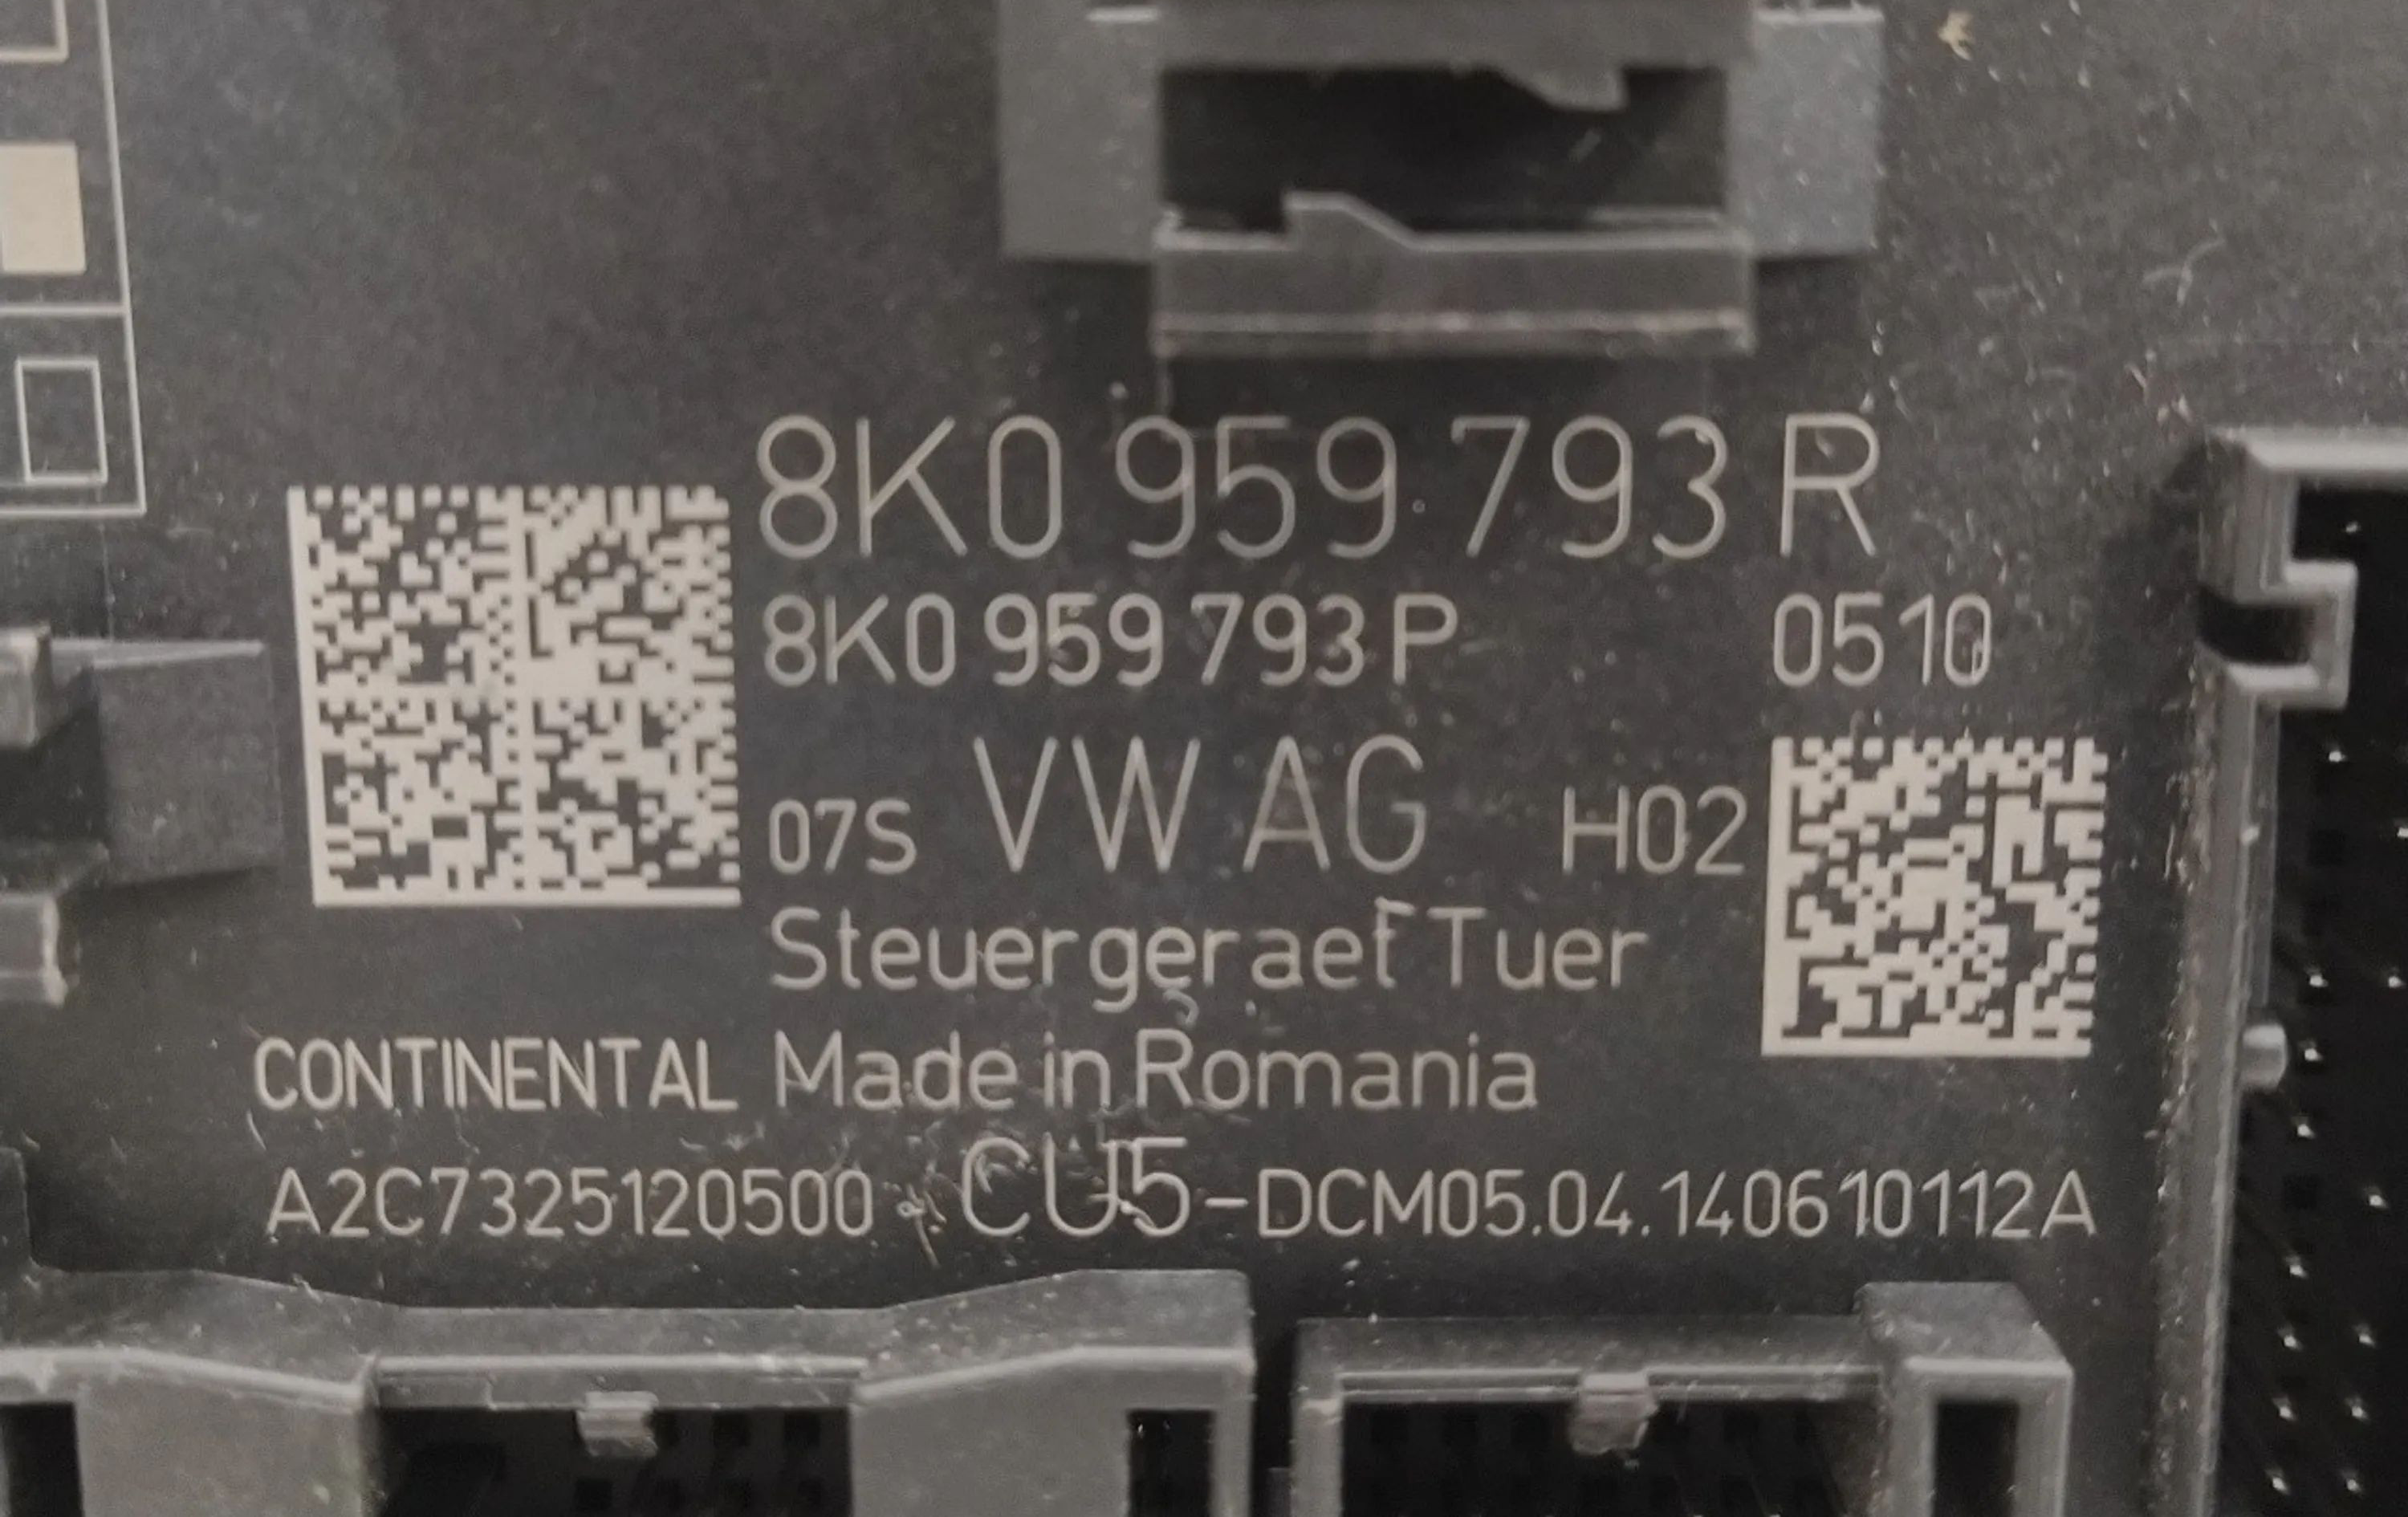 8K0 959 793 R
8K0 959 793 P 0510
07S VW AG H02
Steuergeraet Tuer
CONTINENTAL Made in Romania
A2C7325120500 CU5-DCM05.04.140610112A